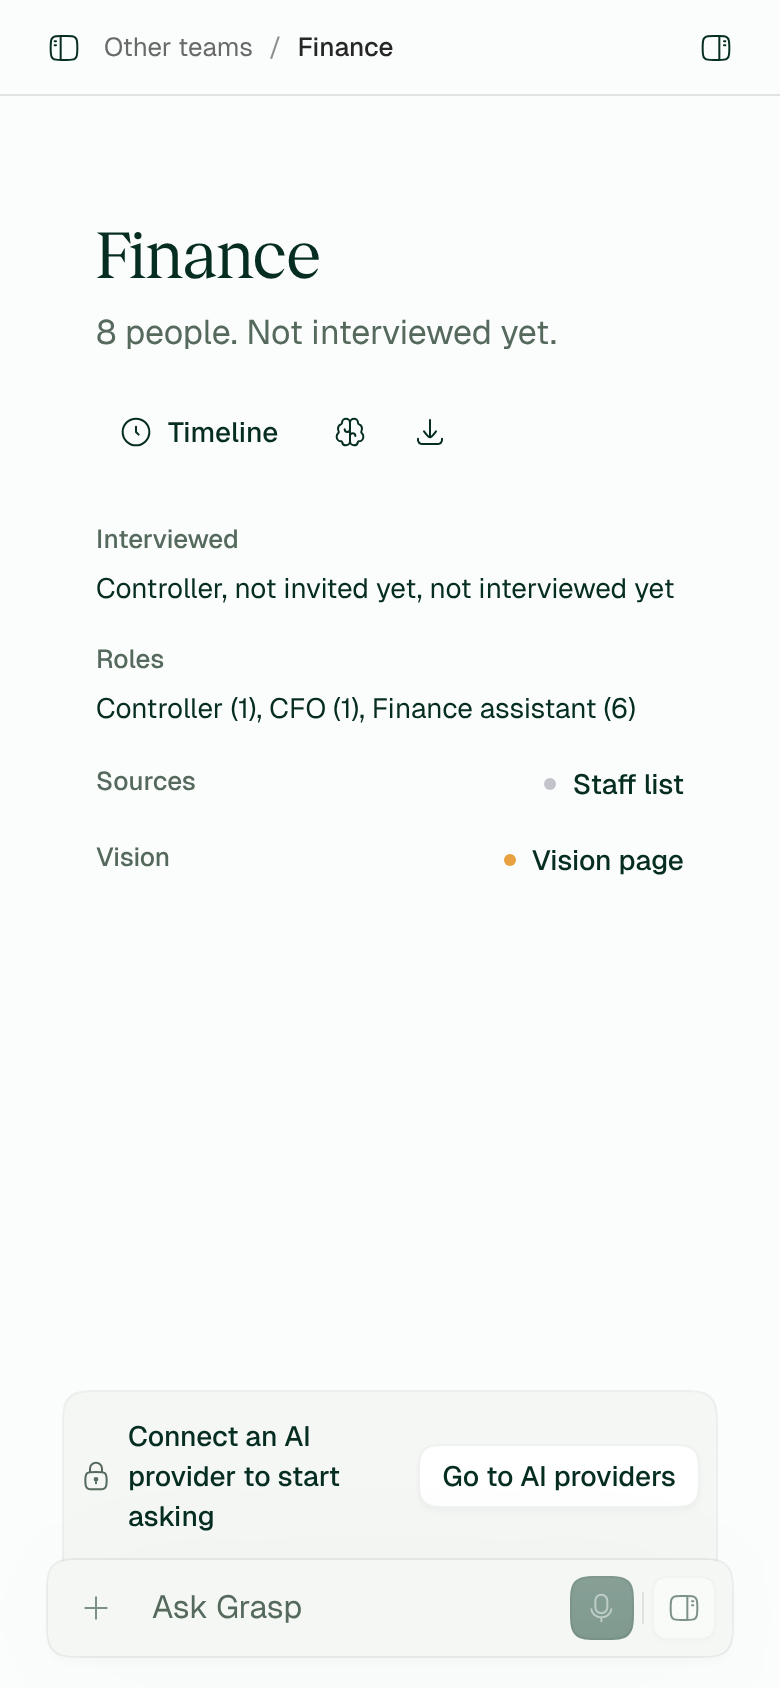 Other teams / Finance
Finance
8 people. Not interviewed yet.
Timeline
Interviewed
Controller, not invited yet, not interviewed yet
Roles
Controller (1), CFO (1), Finance assistant (6)
Sources
Staff list
Vision
Vision page
Connect an AI
provider to start
asking
Go to AI providers
Ask Grasp